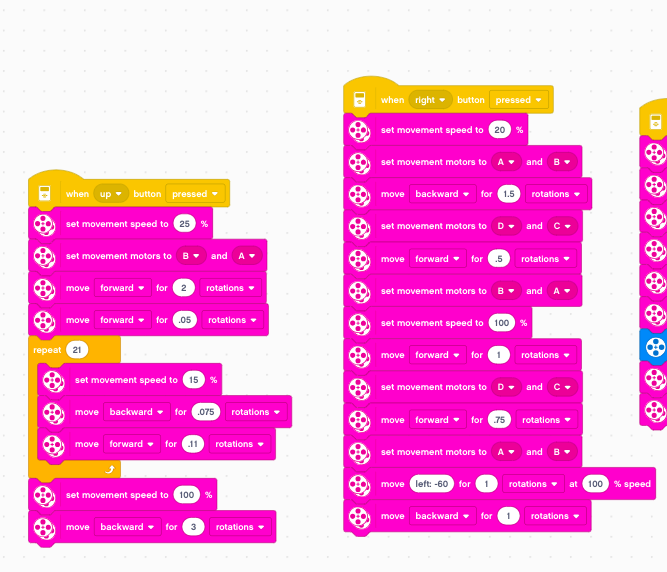 when up button pressed
set movement speed to 25 %
set movement motors to B and A
move forward for 2 rotations
move forward for .05 rotations
repeat 21
set movement speed to 15 %
move backward for .075 rotations
move forward for .11 rotations
set movement speed to 100 %
move backward for 3 rotations
when right button pressed
set movement speed to 20 %
set movement motors to A and B
move backward for 1.5 rotations
set movement motors to D and C
move forward for .5 rotations
set movement motors to B and A
set movement speed to 100 %
move forward for 1 rotations
set movement motors to D and C
move forward for .75 rotations
set movement motors to A and B
move left: -60 for 1 rotations at 100 % speed
move backward for 1 rotations